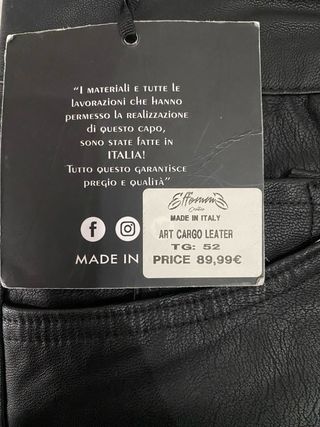 “I MATERIALI E TUTTE LE
LAVORAZIONI CHE HANNO
PERMESSO LA REALIZZAZIONE
DI QUESTO CAPO,
SONO STATE FATTE IN
ITALIA!
TUTTO QUESTO GARANTISCE
PREGIO E QUALITÀ”
MADE IN ITALY
ART CARGO LEATER
TG: 52
PRICE 89,99€
MADE IN